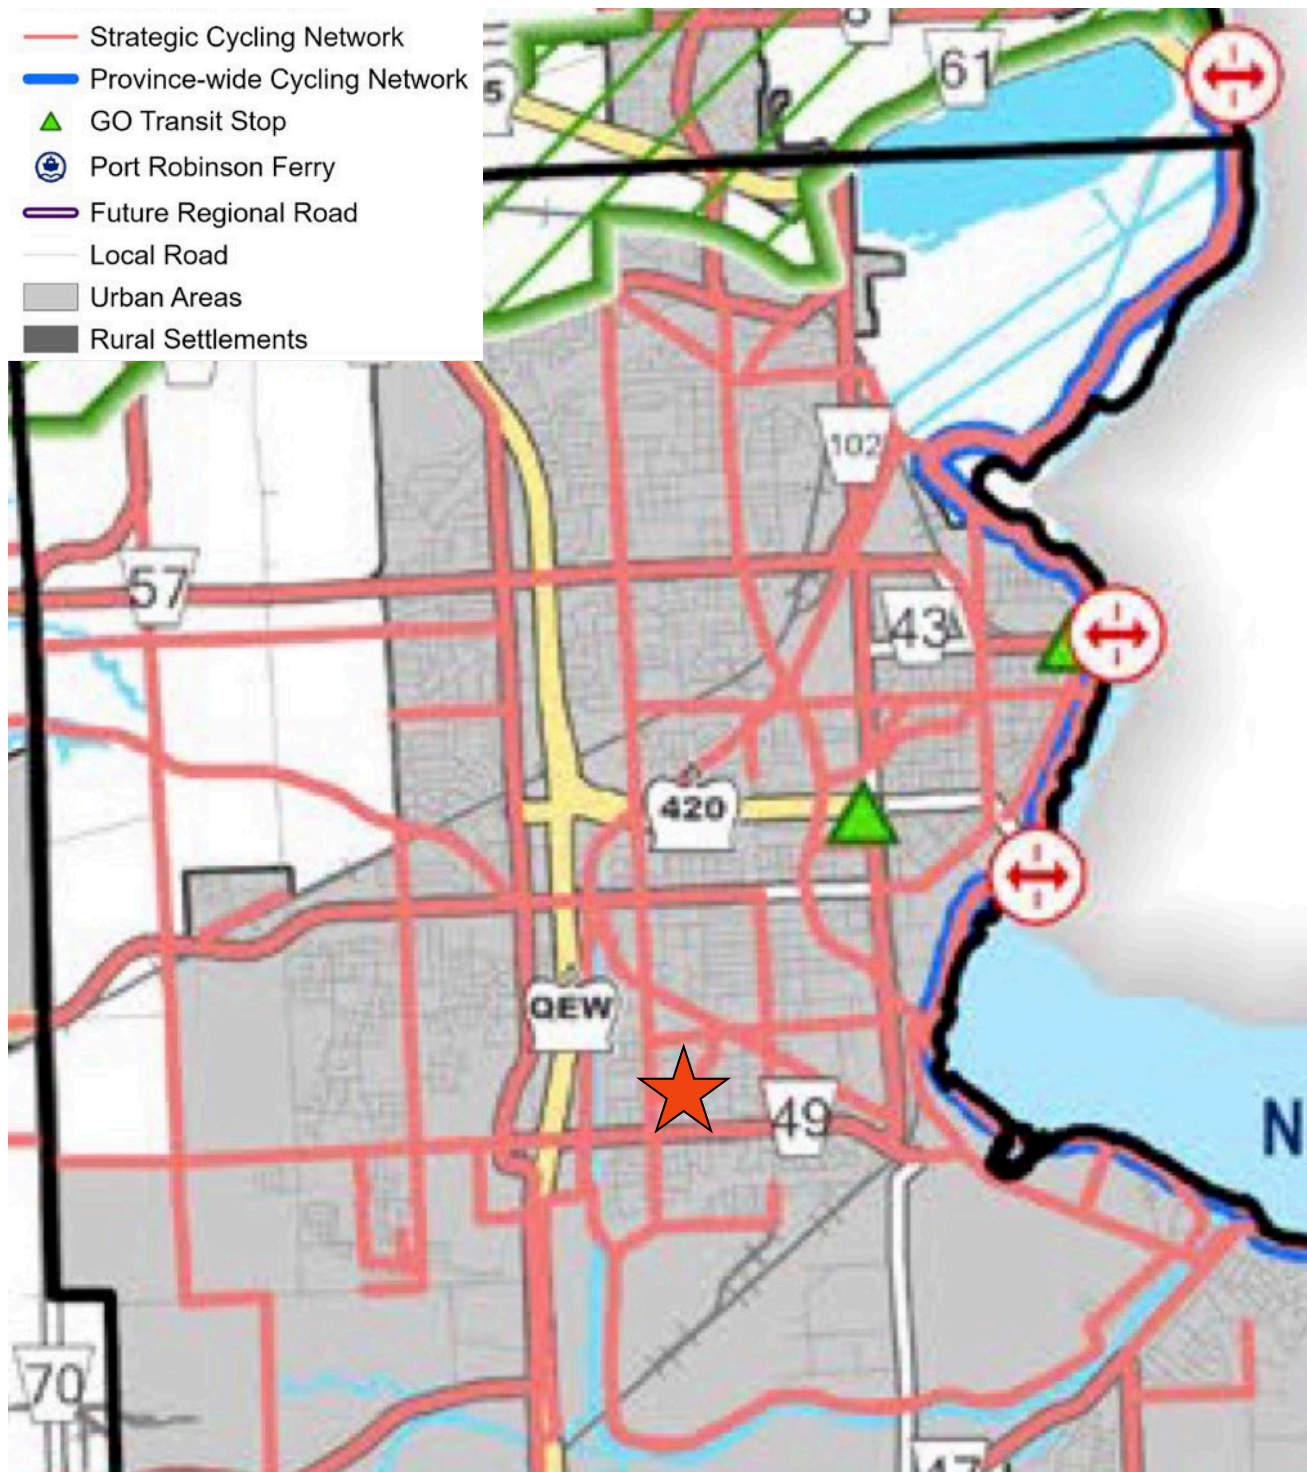 Strategic Cycling Network
Province-wide Cycling Network
GO Transit Stop
Port Robinson Ferry
Future Regional Road
Local Road
Urban Areas
Rural Settlements
61
5
102
57
43
420
QEW
49
N
70
47